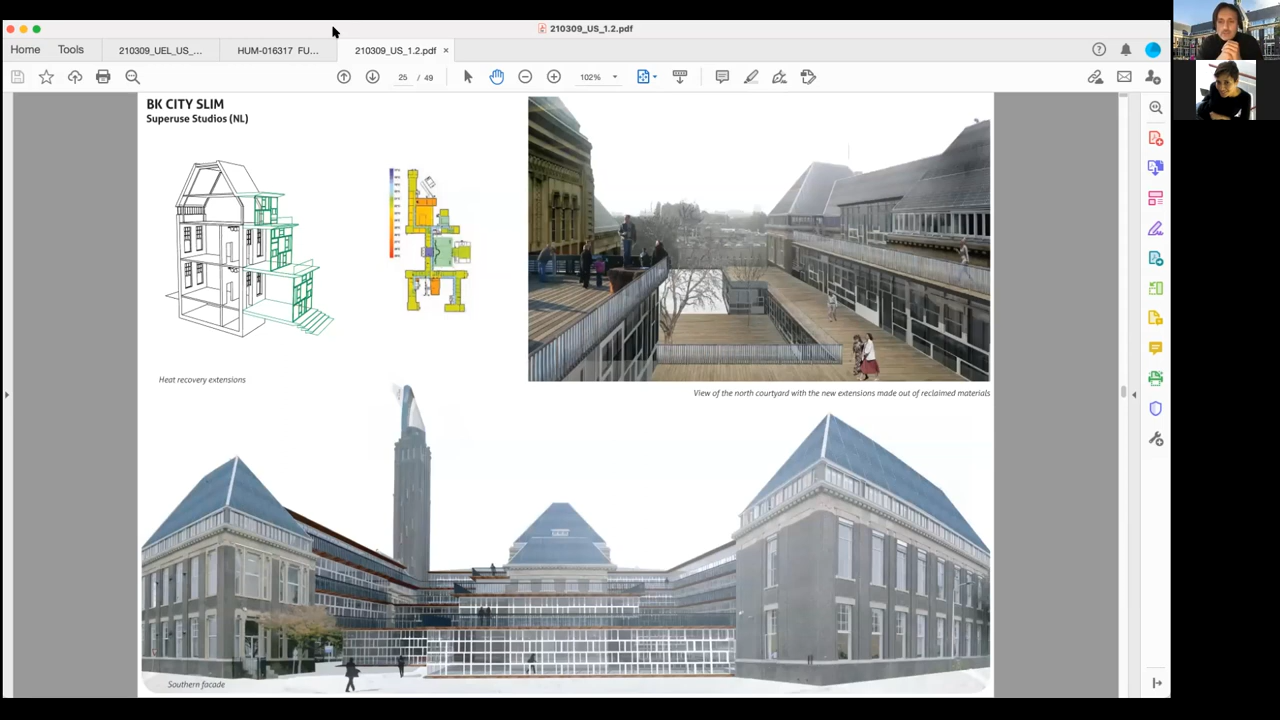 210309_US_1.2.pdf
Home
Tools
210309_UEL_US_...
HUM-016317 FU...
210309_US_1.2.pdf
25 / 49
102%
BK CITY SLIM
Superuse Studios (NL)
Heat recovery extensions
View of the north courtyard with the new extensions made out of reclaimed materials
Southern facade